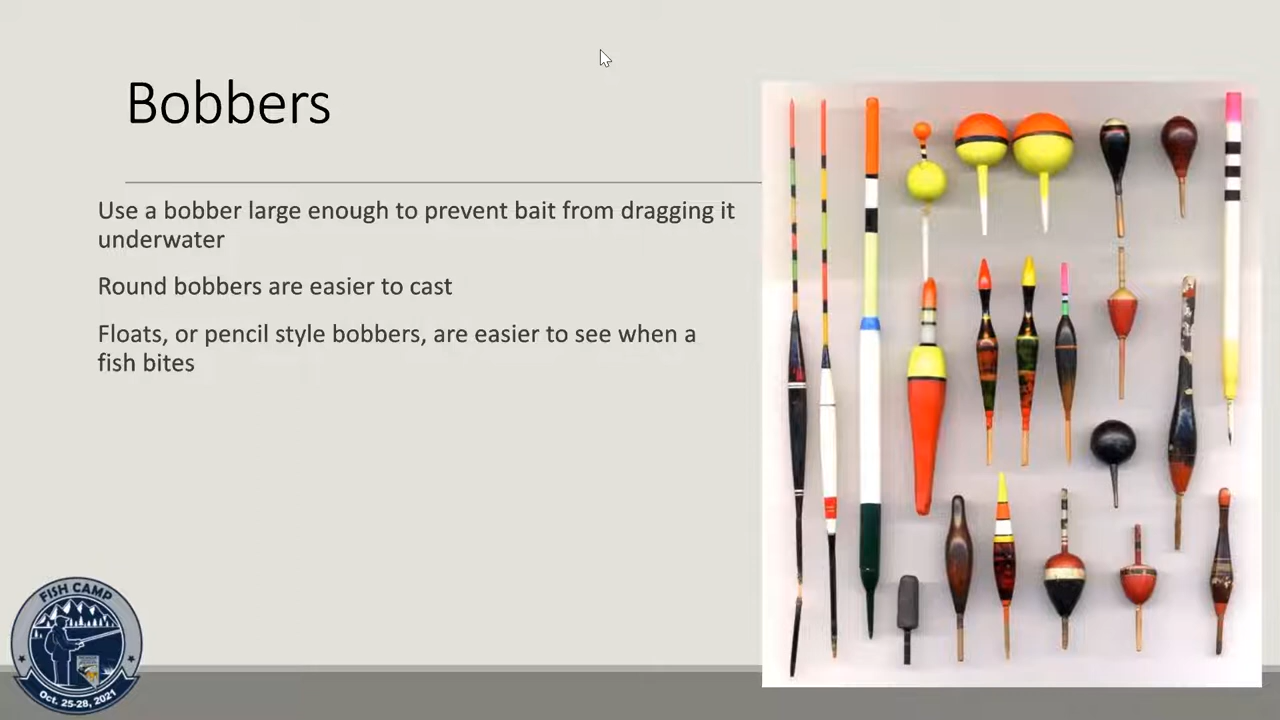 Bobbers
Use a bobber large enough to prevent bait from dragging it
underwater
Round bobbers are easier to cast
Floats, or pencil style bobbers, are easier to see when a
fish bites
FISH CAMP
Oct. 25-28, 2021